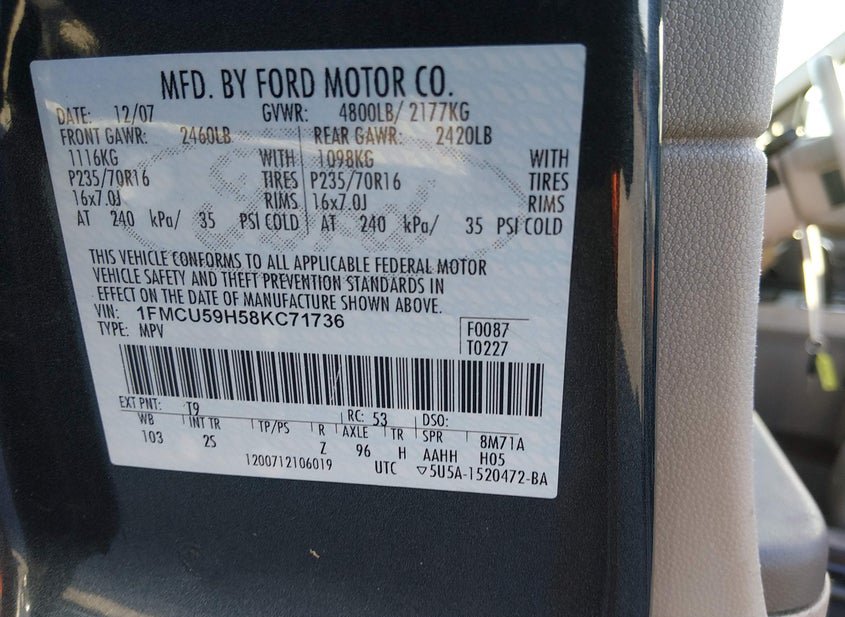 MFD. BY FORD MOTOR CO.
DATE: 12/07 GVWR: 4800LB/ 2177KG
FRONT GAWR: 2460LB REAR GAWR: 2420LB
1116KG WITH 1098KG WITH
P235/70R16 TIRES P235/70R16 TIRES
16x7.0J RIMS 16x7.0J RIMS
AT 240 kPa/ 35 PSI COLD AT 240 kPa/ 35 PSI COLD
THIS VEHICLE CONFORMS TO ALL APPLICABLE FEDERAL MOTOR
VEHICLE SAFETY AND THEFT PREVENTION STANDARDS IN
EFFECT ON THE DATE OF MANUFACTURE SHOWN ABOVE.
VIN: 1FMCU59H58KC71736 F0087
TYPE: MPV T0227
EXT PNT: T9 RC: 53 DSO:
WB INT TR TP/PS R AXLE TR SPR 8M71A
103 25 Z 96 H AAHH H05
1200712106019 UTC ▽5U5A-1520472-BA